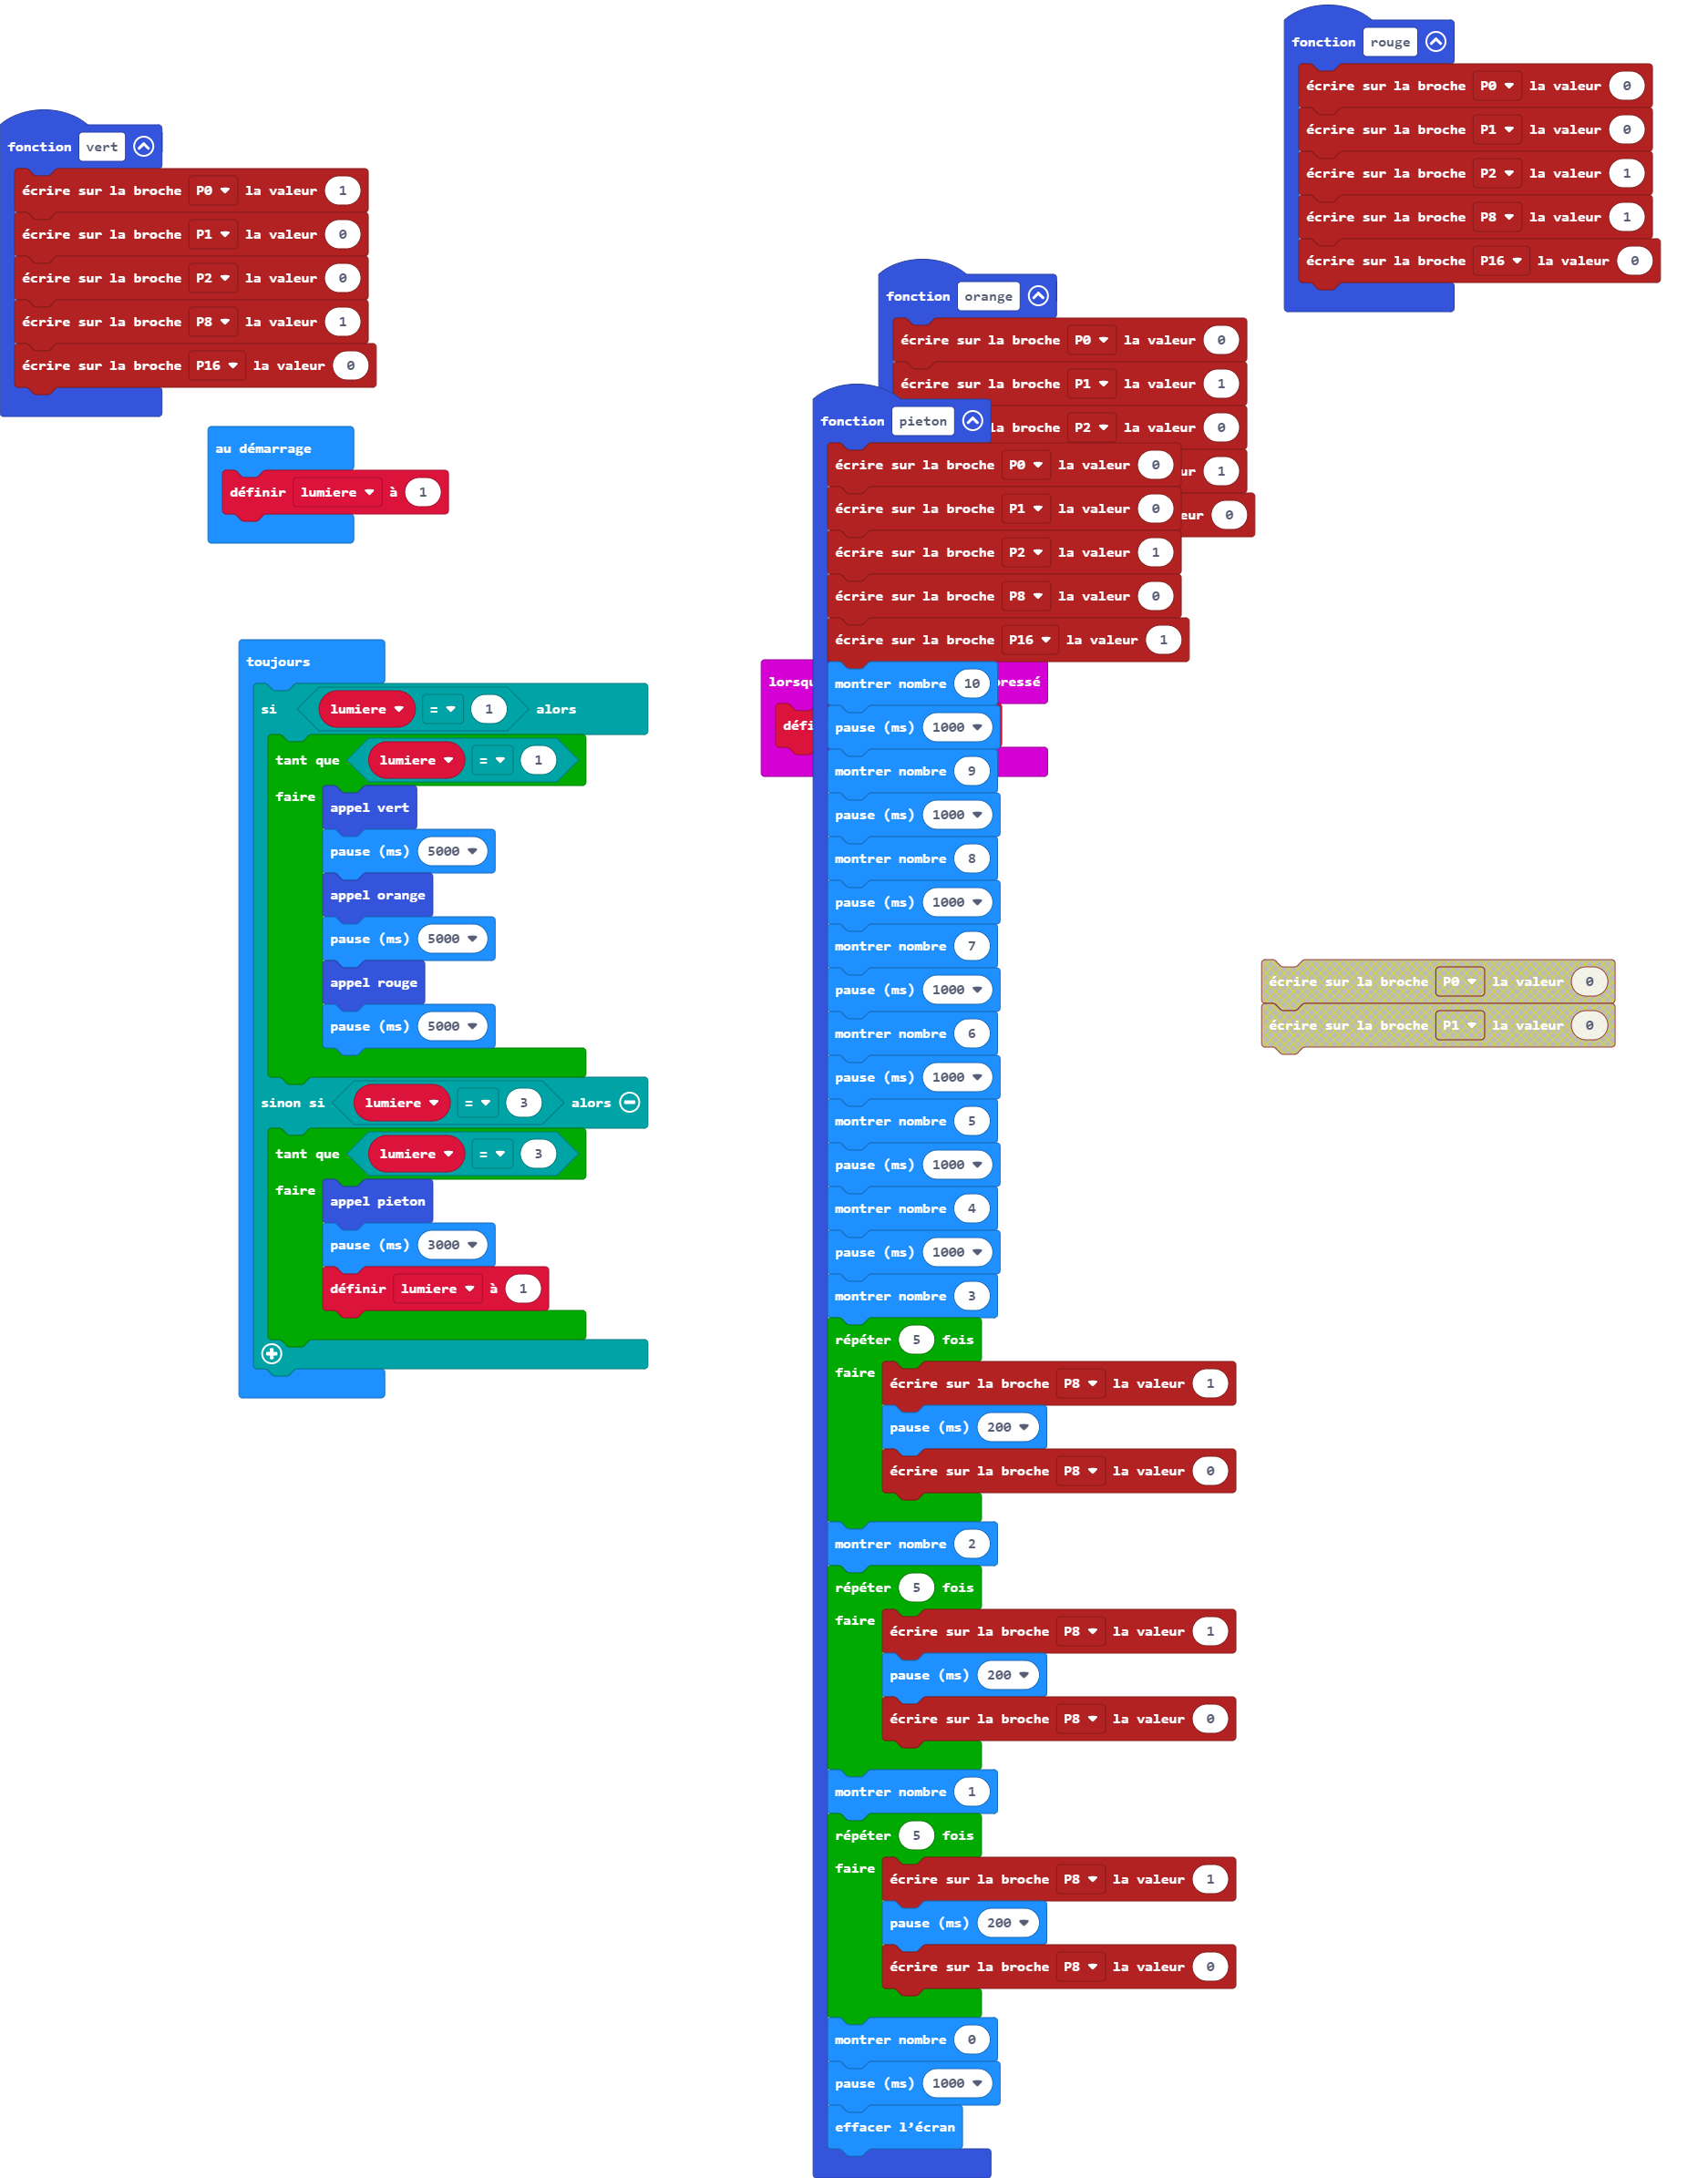 fonction vert
écrire sur la broche P0 la valeur 1
écrire sur la broche P1 la valeur 0
écrire sur la broche P2 la valeur 0
écrire sur la broche P8 la valeur 1
écrire sur la broche P16 la valeur 0
au démarrage
définir lumiere à 1
toujours
si lumiere = 1 alors
tant que lumiere = 1
faire
appel vert
pause (ms) 5000
appel orange
pause (ms) 5000
appel rouge
pause (ms) 5000
sinon si lumiere = 3 alors
tant que lumiere = 3
faire
appel pieton
pause (ms) 3000
définir lumiere à 1
fonction orange
écrire sur la broche P0 la valeur 0
écrire sur la broche P1 la valeur 1
la broche P2 la valeur 0
1
0
fonction pieton
écrire sur la broche P0 la valeur 0
écrire sur la broche P1 la valeur 0
écrire sur la broche P2 la valeur 1
écrire sur la broche P8 la valeur 0
écrire sur la broche P16 la valeur 1
montrer nombre 10
pause (ms) 1000
montrer nombre 9
pause (ms) 1000
montrer nombre 8
pause (ms) 1000
montrer nombre 7
pause (ms) 1000
montrer nombre 6
pause (ms) 1000
montrer nombre 5
pause (ms) 1000
montrer nombre 4
pause (ms) 1000
montrer nombre 3
répéter 5 fois
faire
écrire sur la broche P8 la valeur 1
pause (ms) 200
écrire sur la broche P8 la valeur 0
montrer nombre 2
répéter 5 fois
faire
écrire sur la broche P8 la valeur 1
pause (ms) 200
écrire sur la broche P8 la valeur 0
montrer nombre 1
répéter 5 fois
faire
écrire sur la broche P8 la valeur 1
pause (ms) 200
écrire sur la broche P8 la valeur 0
montrer nombre 0
pause (ms) 1000
effacer l'écran
fonction rouge
écrire sur la broche P0 la valeur 0
écrire sur la broche P1 la valeur 0
écrire sur la broche P2 la valeur 1
écrire sur la broche P8 la valeur 1
écrire sur la broche P16 la valeur 0
écrire sur la broche P0 la valeur 0
écrire sur la broche P1 la valeur 0